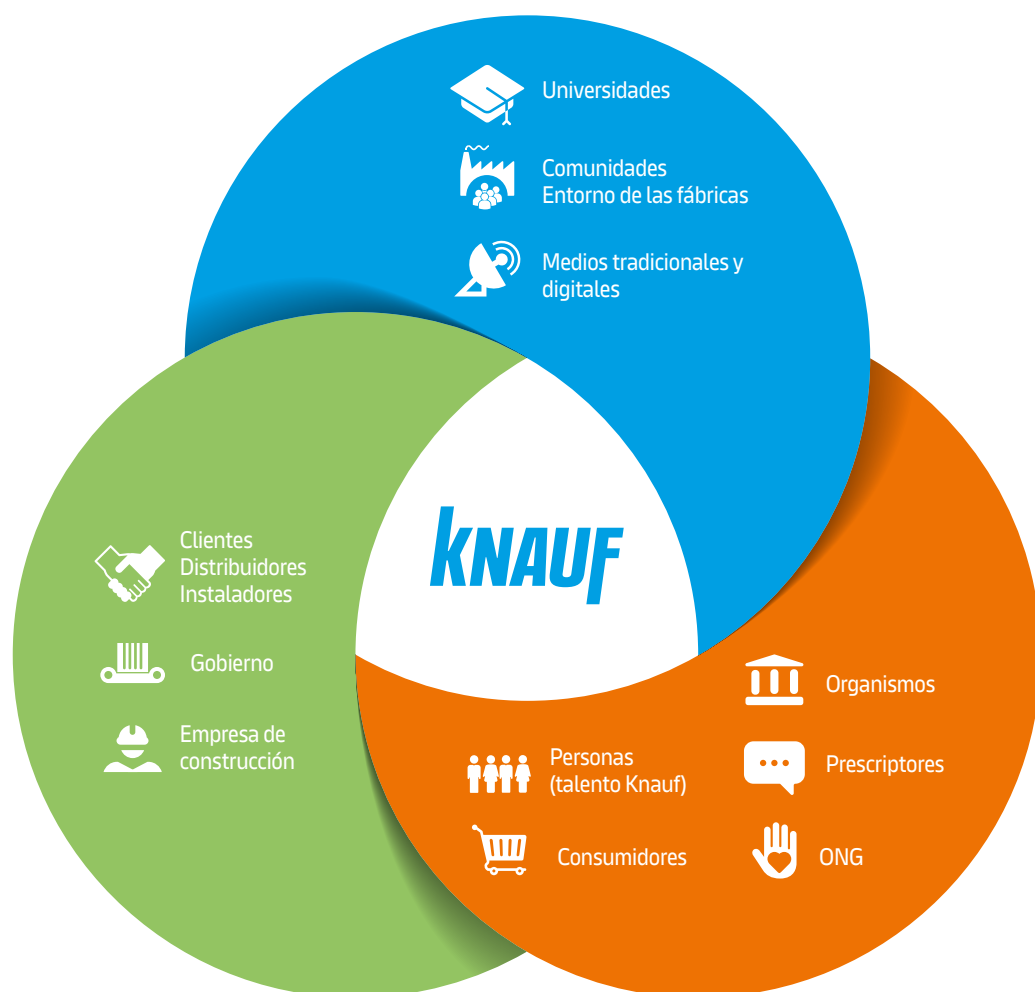 Universidades
Comunidades
Entorno de las fábricas
Medios tradicionales y
digitales
KNAUF
Clientes
Distribuidores
Instaladores
Gobierno
Empresa de
construcción
Organismos
Personas
(talento Knauf)
Prescriptores
Consumidores
ONG